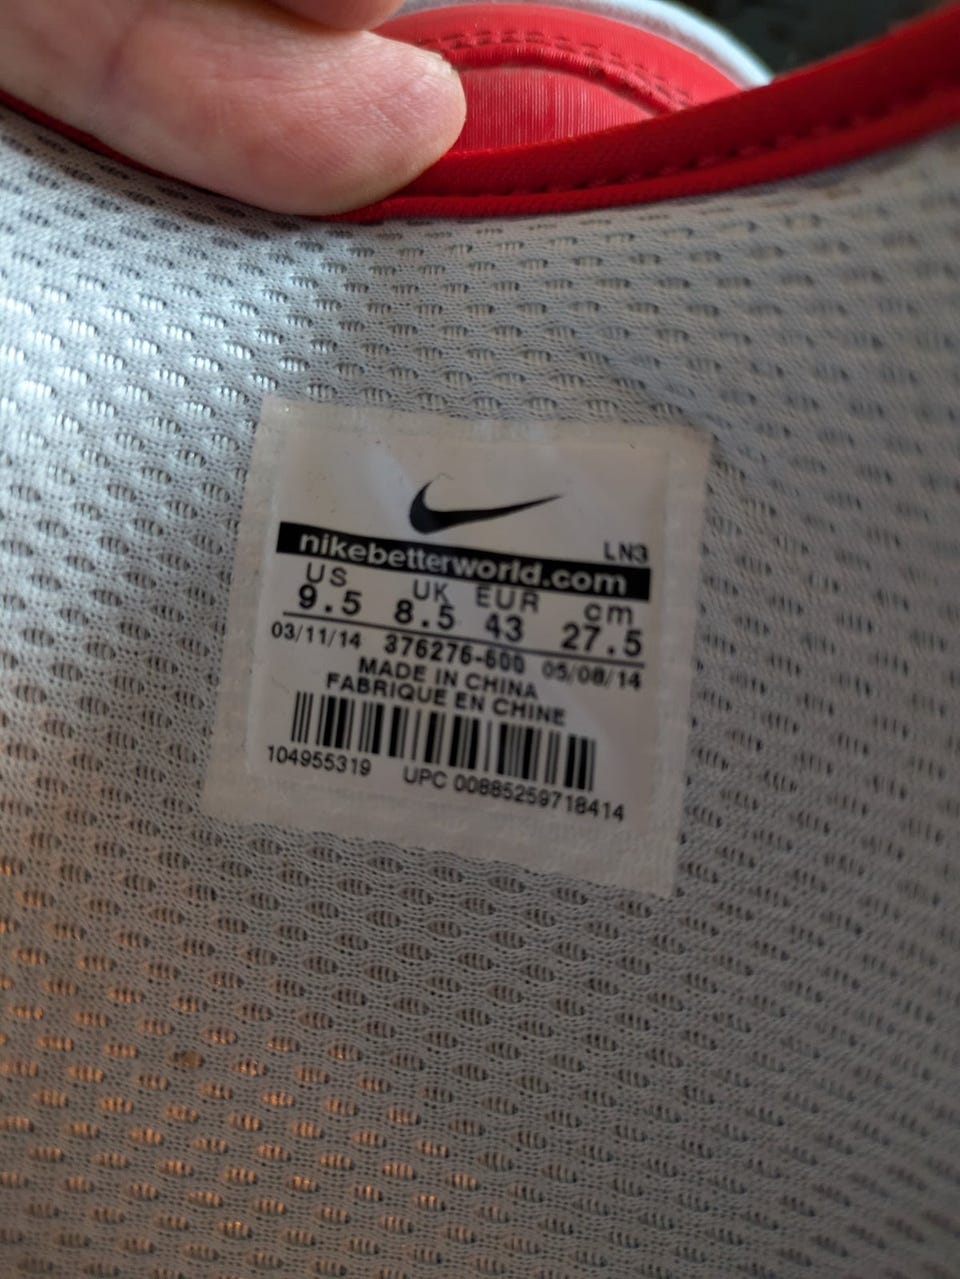 LN3
nikebetterworld.com
US UK EUR cm
9.5 8.5 43 27.5
03/11/14 376276-600 05/08/14
MADE IN CHINA
FABRIQUE EN CHINE
104955319 UPC 00885259718414